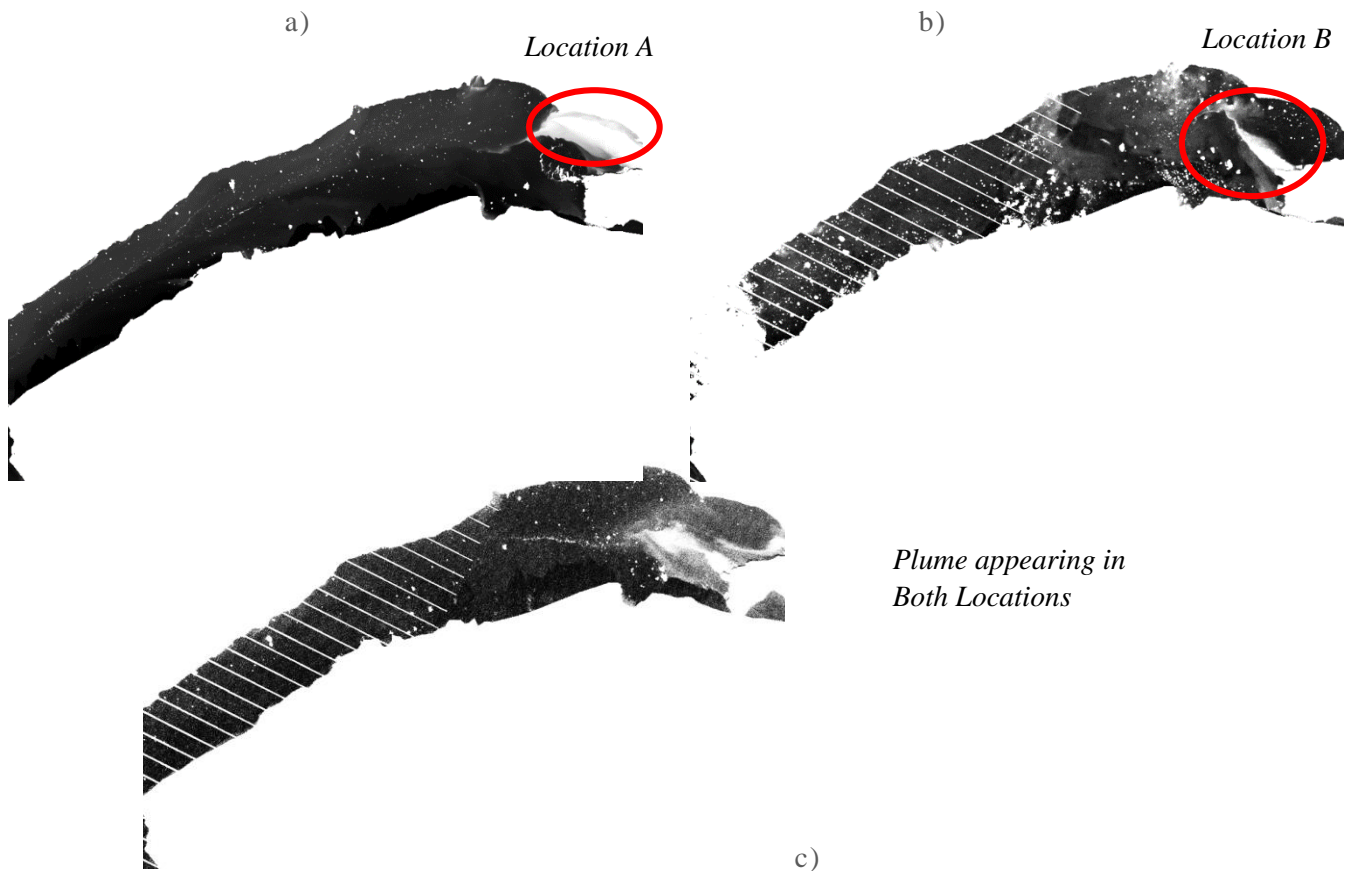 a)
Location A
b)
Location B
Plume appearing in
Both Locations
c)